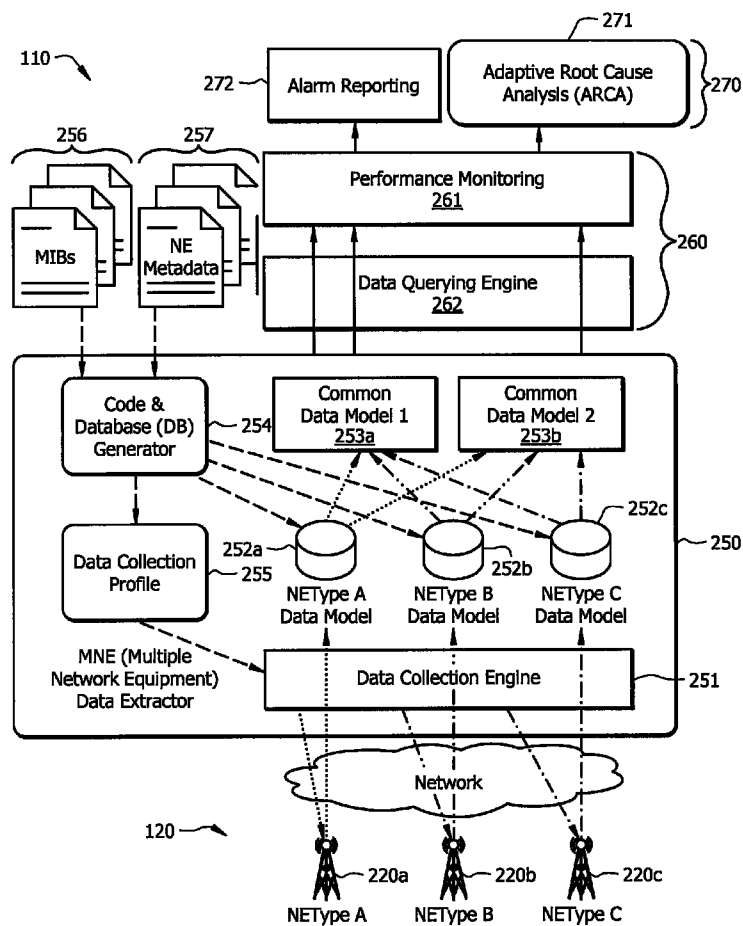 110
271
272
Alarm Reporting
Adaptive Root Cause
Analysis (ARCA)
270
256
257
MIBs
NE
Metadata
Performance Monitoring
261
260
Data Querying Engine
262
Code &
Database (DB)
Generator
254
Common
Data Model 1
253a
Common
Data Model 2
253b
Data Collection
Profile
255
252a
252b
252c
250
NEType A
Data Model
NEType B
Data Model
NEType C
Data Model
MNE (Multiple
Network Equipment)
Data Extractor
Data Collection Engine
251
Network
120
220a
220b
220c
NEType A
NEType B
NEType C